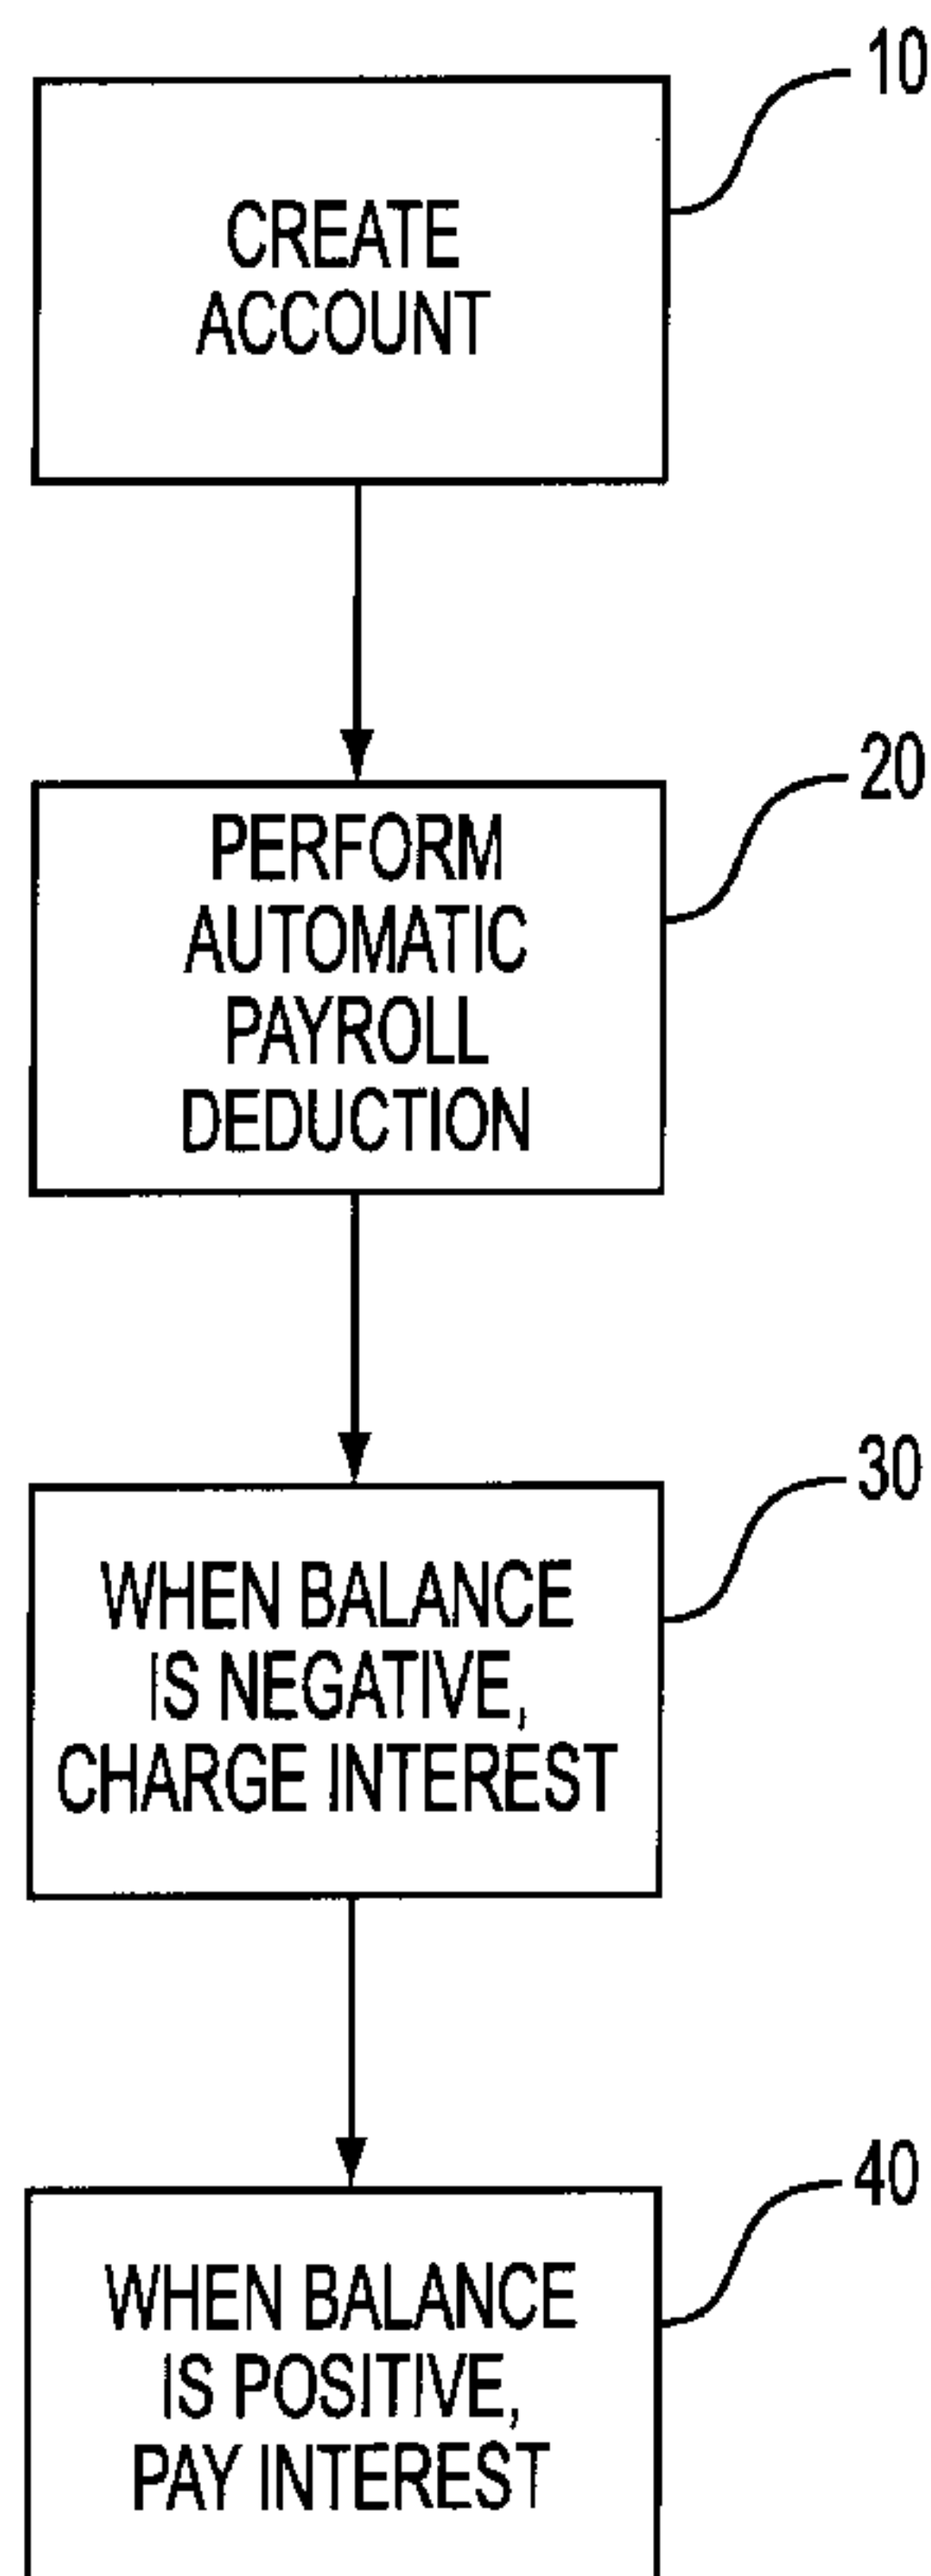 10
CREATE
ACCOUNT
20
PERFORM
AUTOMATIC
PAYROLL
DEDUCTION
30
WHEN BALANCE
IS NEGATIVE,
CHARGE INTEREST
40
WHEN BALANCE
IS POSITIVE,
PAY INTEREST